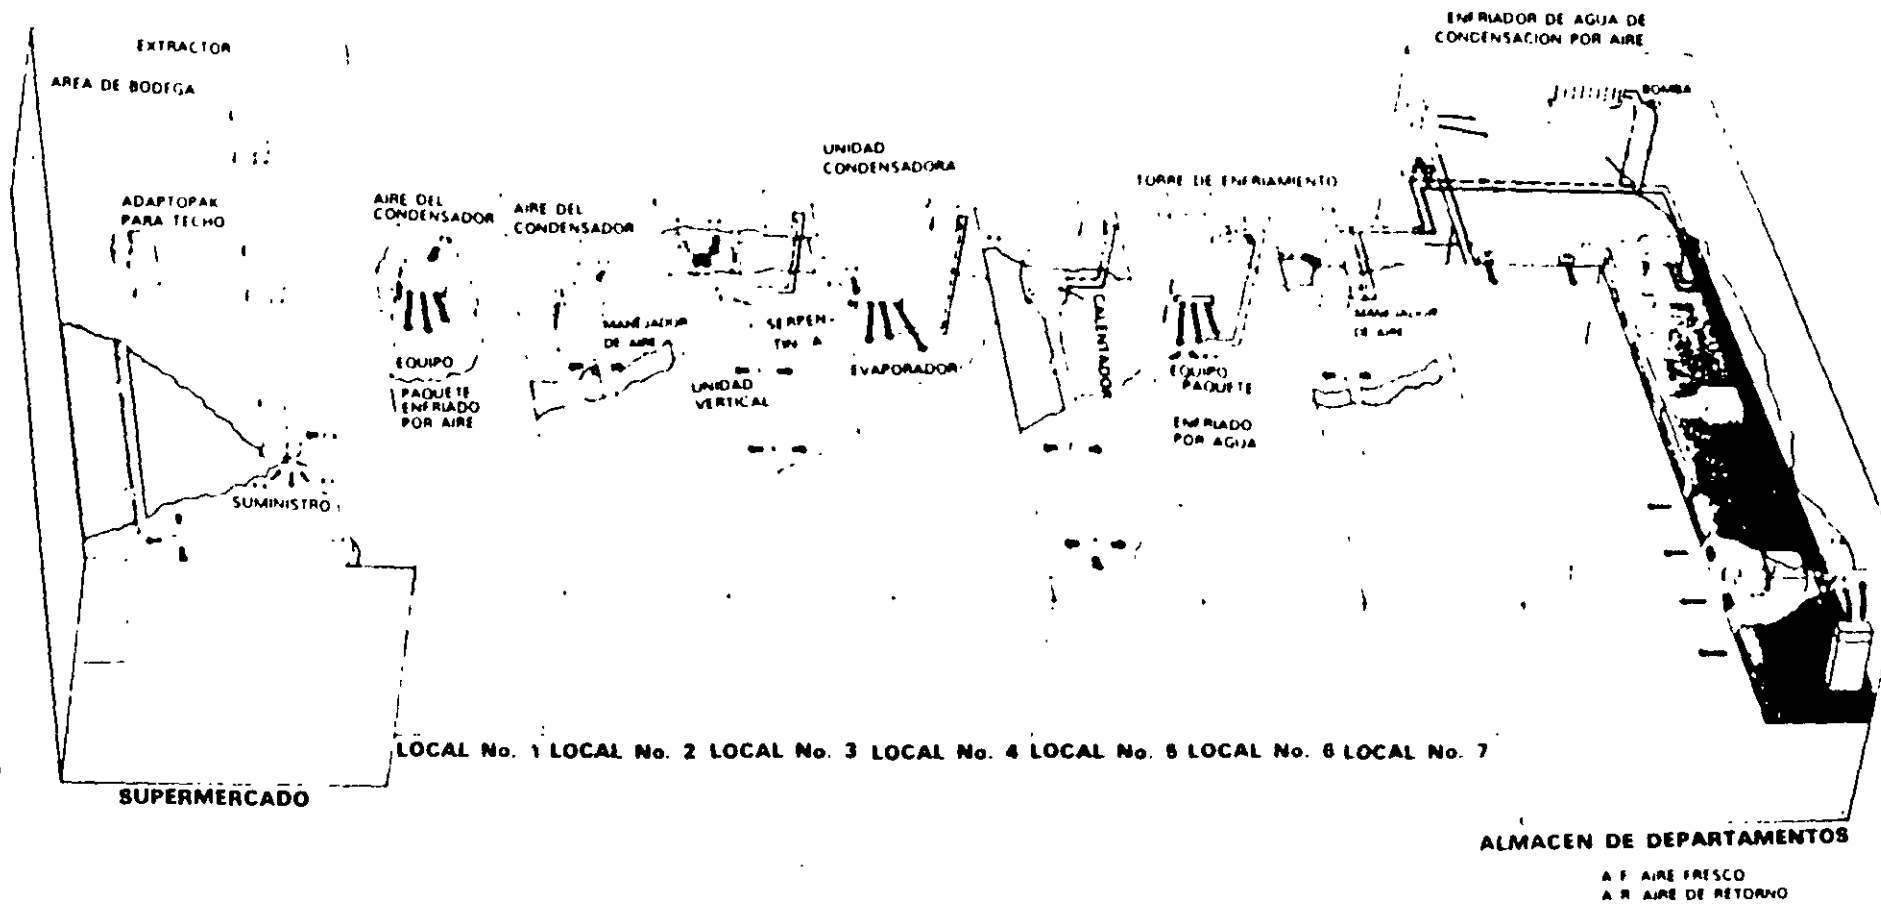 EXTRACTOR
AREA DE BODEGA
ADAPTOPAK
PARA TECHO
SUMINISTRO
AIRE DEL
CONDENSADOR
EQUIPO
PAQUETE
ENFRIADO
POR AIRE
AIRE DEL
CONDENSADOR
MANEJADOR
DE AIRE
SERPEN-
TIN A
UNIDAD
VERTICAL
UNIDAD
CONDENSADORA
EVAPORADOR
CALENTADOR
TORRE DE ENFRIAMIENTO
EQUIPO
PAQUETE
ENFRIADO
POR AGUA
MANEJADOR
DE AIRE
ENFRIADOR DE AGUA DE
CONDENSACION POR AIRE
BOMBA
LOCAL No. 1 LOCAL No. 2 LOCAL No. 3 LOCAL No. 4 LOCAL No. 5 LOCAL No. 6 LOCAL No. 7
SUPERMERCADO
ALMACEN DE DEPARTAMENTOS
A F AIRE FRESCO
A R AIRE DE RETORNO